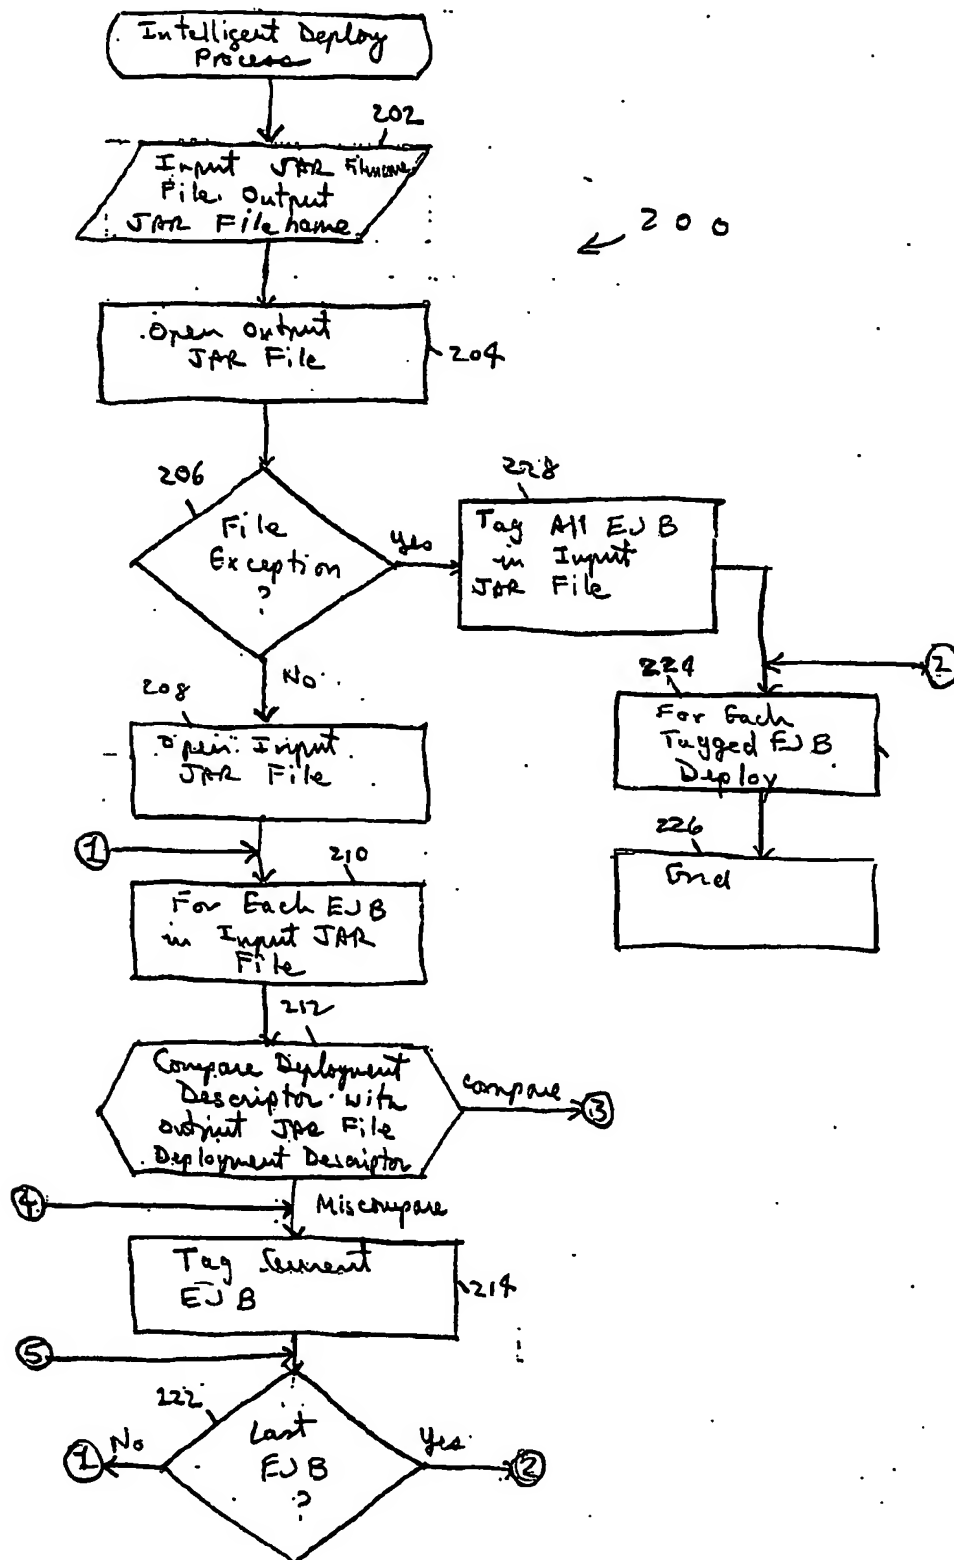 Intelligent Deploy
Process
202
Input JAR Filename
File. Output
JAR Filename
200
Open Output
JAR File
204
206
File
Exception
?
Yes
228
Tag All EJB
in Input
JAR File
No
2
224
For Each
Tagged EJB
Deploy
208
Open Input
JAR File
226
End
1
210
For Each EJB
in Input JAR
File
212
Compare Deployment
Descriptor with
output JAR File
Deployment Descriptor
Compare
3
4
Miscompare
Tag Current
EJB
214
5
222
Last
EJB
?
No
1
Yes
2